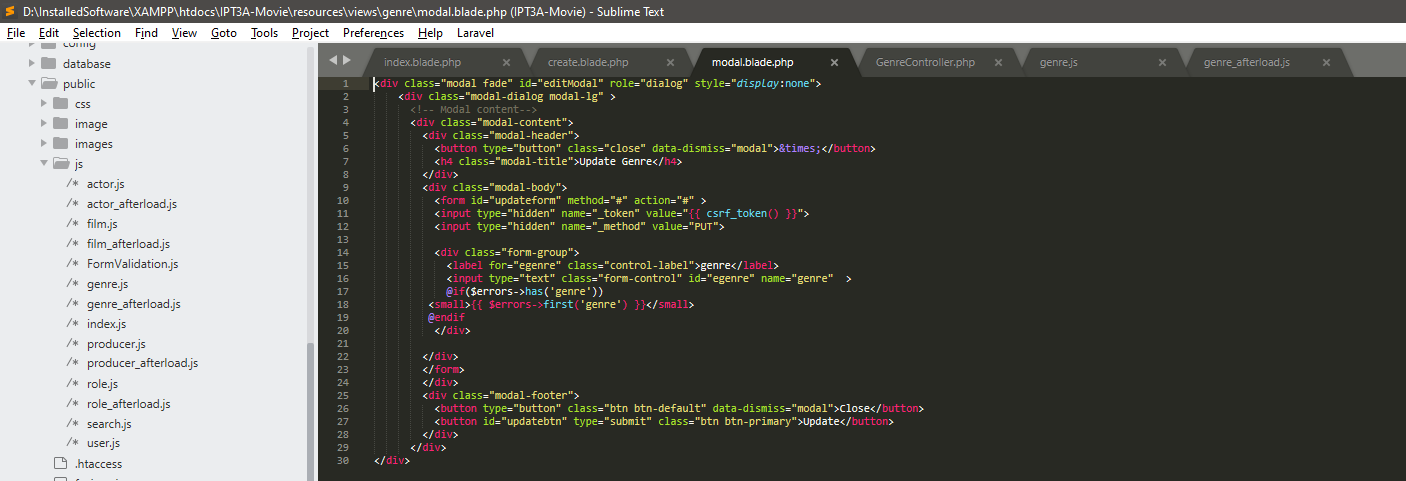 D:\InstalledSoftware\XAMPP\htdocs\IPT3A-Movie\resources\views\genre\modal.blade.php (IPT3A-Movie) - Sublime Text
File Edit Selection Find View Goto Tools Project Preferences Help Laravel
config
database
public
css
image
images
js
/* actor.js
/* actor_afterload.js
/* film.js
/* film_afterload.js
/* FormValidation.js
/* genre.js
/* genre_afterload.js
/* index.js
/* producer.js
/* producer_afterload.js
/* role.js
/* role_afterload.js
/* search.js
/* user.js
.htaccess
index.blade.php × create.blade.php × modal.blade.php × GenreController.php × genre.js × genre_afterload.js ×
1 <div class="modal fade" id="editModal" role="dialog" style="display:none">
2 <div class="modal-dialog modal-lg" >
3 <!-- Modal content-->
4 <div class="modal-content">
5 <div class="modal-header">
6 <button type="button" class="close" data-dismiss="modal">&times;</button>
7 <h4 class="modal-title">Update Genre</h4>
8 </div>
9 <div class="modal-body">
10 <form id="updateform" method="#" action="#" >
11 <input type="hidden" name="_token" value="{{ csrf_token() }}">
12 <input type="hidden" name="_method" value="PUT">
13
14 <div class="form-group">
15 <label for="egenre" class="control-label">genre</label>
16 <input type="text" class="form-control" id="egenre" name="genre"  >
17 @if($errors->has('genre'))
18 <small>{{ $errors->first('genre') }}</small>
19 @endif
20 </div>
21
22 </div>
23 </form>
24 </div>
25 <div class="modal-footer">
26 <button type="button" class="btn btn-default" data-dismiss="modal">Close</button>
27 <button id="updatebtn" type="submit" class="btn btn-primary">Update</button>
28 </div>
29 </div>
30 </div>